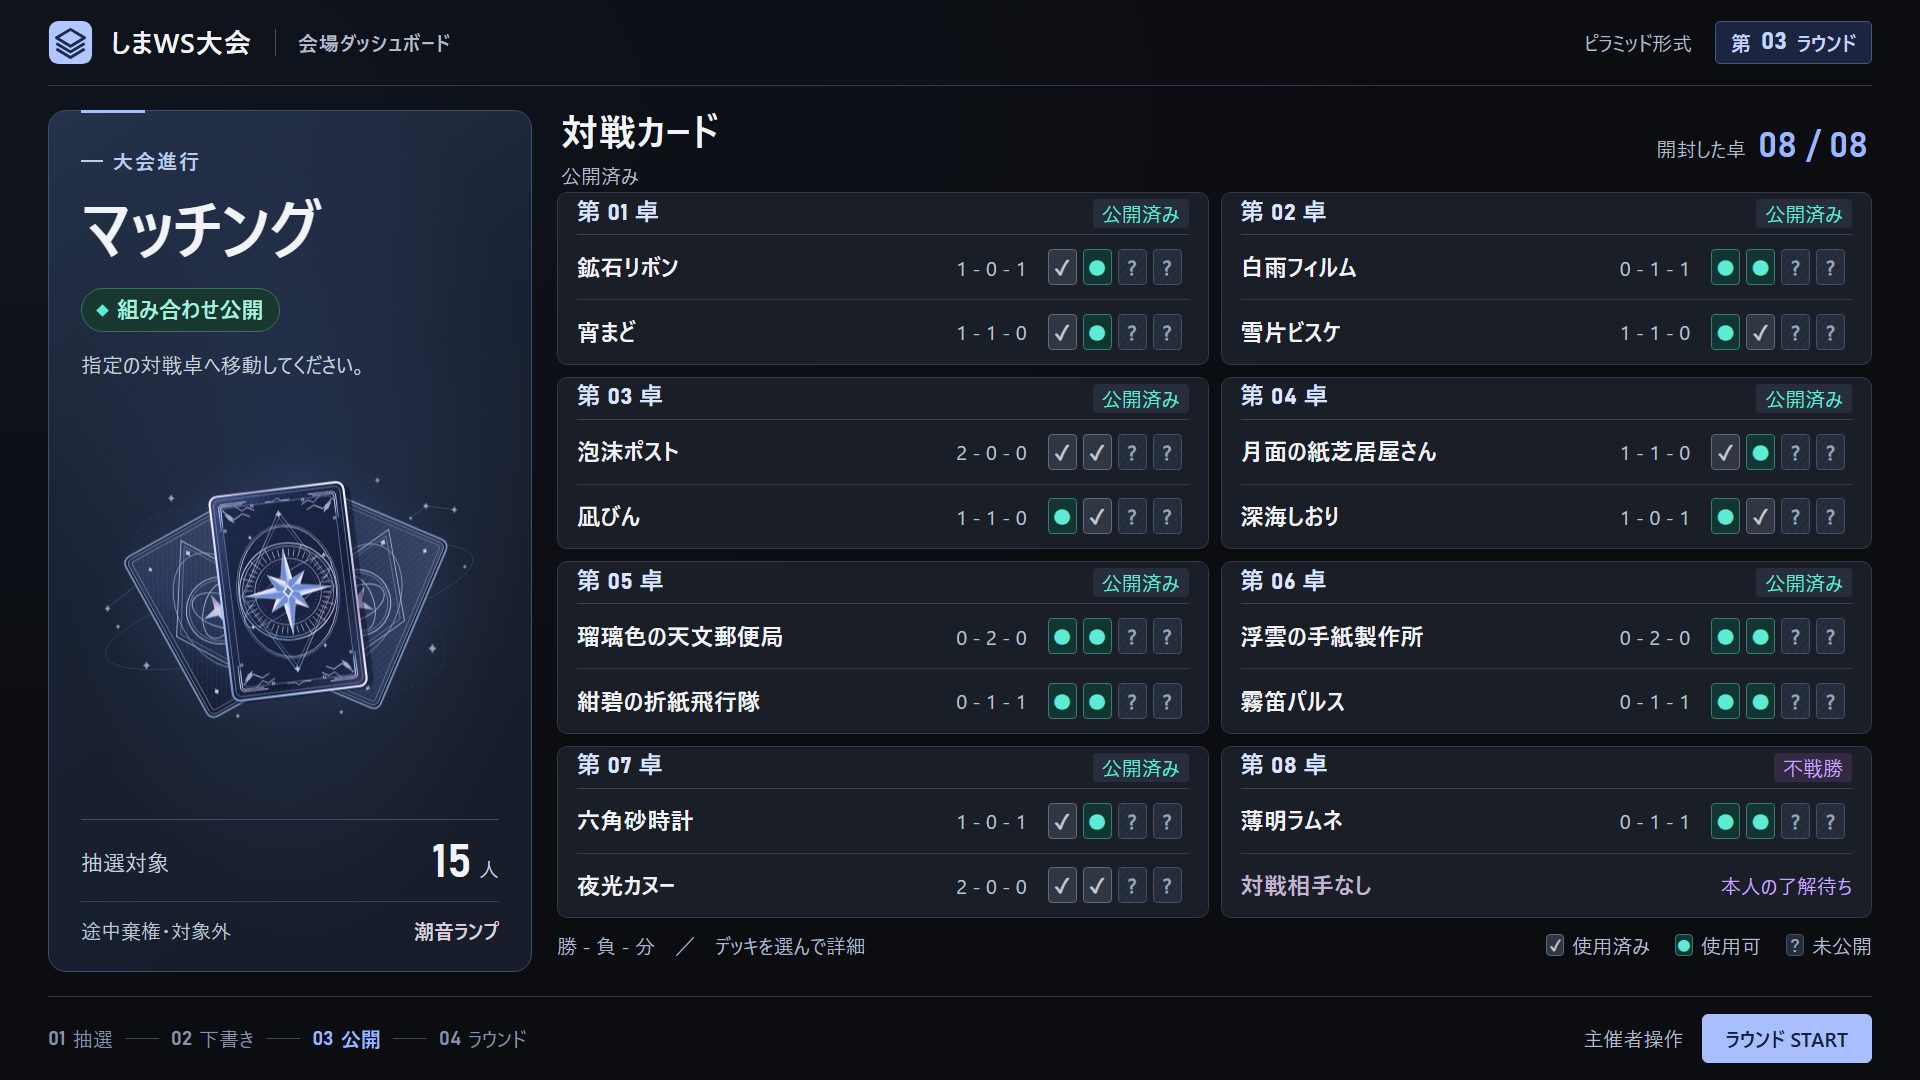 しまWS大会
会場ダッシュボード
ピラミッド形式
第 03 ラウンド
大会進行
マッチング
組み合わせ公開
指定の対戦卓へ移動してください。
抽選対象
15 人
途中棄権・対象外
潮音ランプ
対戦カード
公開済み
開封した卓 08 / 08
第 01 卓
公開済み
鉱石リボン 1 - 0 - 1 ✓ ● ? ?
宵まど 1 - 1 - 0 ✓ ● ? ?
第 02 卓
公開済み
白雨フィルム 0 - 1 - 1 ● ● ? ?
雪片ビスケ 1 - 1 - 0 ● ✓ ? ?
第 03 卓
公開済み
泡沫ポスト 2 - 0 - 0 ✓ ✓ ? ?
凪びん 1 - 1 - 0 ● ✓ ? ?
第 04 卓
公開済み
月面の紙芝居屋さん 1 - 1 - 0 ✓ ● ? ?
深海しおり 1 - 0 - 1 ● ✓ ? ?
第 05 卓
公開済み
瑠璃色の天文郵便局 0 - 2 - 0 ● ● ? ?
紺碧の折紙飛行隊 0 - 1 - 1 ● ● ? ?
第 06 卓
公開済み
浮雲の手紙製作所 0 - 2 - 0 ● ● ? ?
霧笛パルス 0 - 1 - 1 ● ● ? ?
第 07 卓
公開済み
六角砂時計 1 - 0 - 1 ✓ ● ? ?
夜光カヌー 2 - 0 - 0 ✓ ✓ ? ?
第 08 卓
不戦勝
薄明ラムネ 0 - 1 - 1 ● ● ? ?
対戦相手なし 本人の了解待ち
勝 - 負 - 分 ／ デッキを選んで詳細
✓ 使用済み ● 使用可 ? 未公開
01 抽選 02 下書き 03 公開 04 ラウンド
主催者操作
ラウンド START